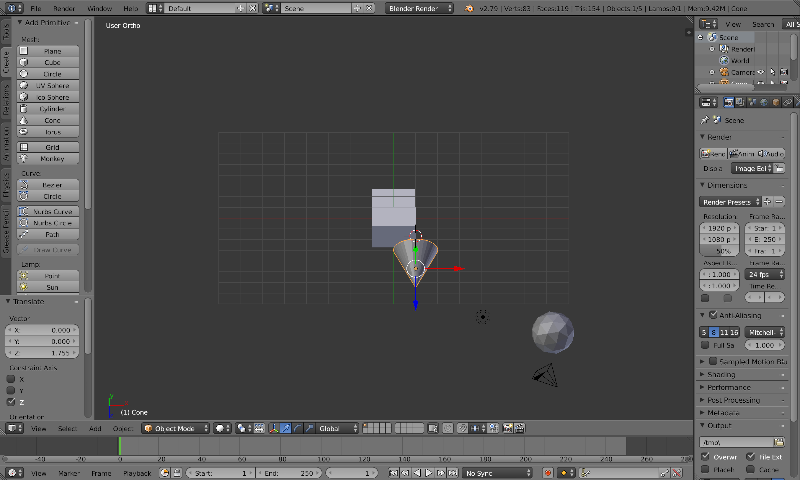 File Render Window Help Default Scene Blender Render v2.79 | Verts:83 | Faces:119 | Tris:154 | Objects:1/5 | Lamps:0/1 | Mem:9.42M | Cone
Add Primitive
Mesh:
Plane
Cube
Circle
UV Sphere
Ico Sphere
Cylinder
Cone
Torus
Grid
Monkey
Curve:
Bezier
Circle
Nurbs Curve
Nurbs Circle
Path
Draw Curve
Lamp:
Point
Sun
Tools
Create
Relations
Animation
Physics
Grease Pencil
Translate
Vector
X: 0.000
Y: 0.000
Z: 1.755
Constraint Axis
X
Y
Z
Orientation
User Ortho
(1) Cone
View Select Add Object Object Mode Global
-40 -20 0 20 40 60 80 100 120 140 160 180 200 220 240 260 280
View Marker Frame Playback Start: 1 End: 250 1 No Sync
View Search All S
Scene
Renderl
World
Camera
Scene
Render
Rend Anim Audio
Displa Image Edi
Dimensions
Render Presets
Resolution: Frame Ra..
1920 p Star: 1
1080 p E: 250
50% Fra: 1
Aspect R.. Frame Ra..
:1.000 24 fps
:1.000 Time Re..
Anti-Aliasing
5 8 11 16 Mitchell-
Full Sa 1.000
Sampled Motion Blu
Shading
Performance
Post Processing
Metadata
Output
/tmp\
Overwr File Ext
Placeh Cache